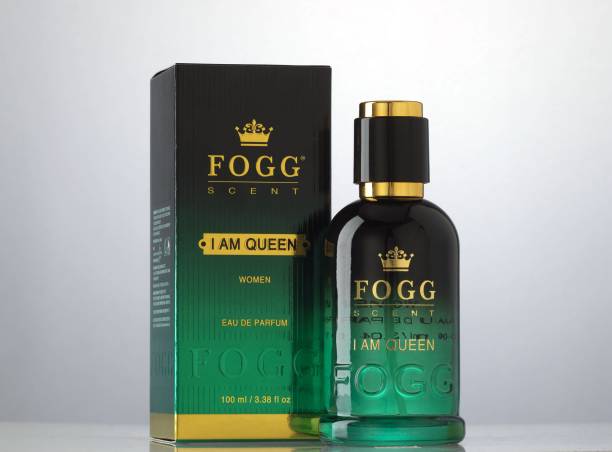 FOGG®
SCENT
I AM QUEEN
WOMEN
EAU DE PARFUM
FOGG
100 ml / 3.38 fl oz
FOGG
SCENT
I AM QUEEN
FOGG